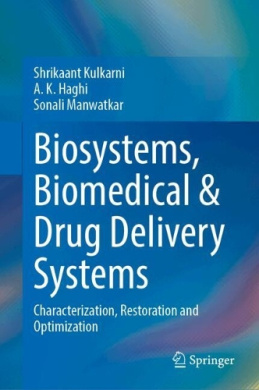 Shrikaant Kulkarni
A. K. Haghi
Sonali Manwatkar
Biosystems,
Biomedical &
Drug Delivery
Systems
Characterization, Restoration and
Optimization
Springer